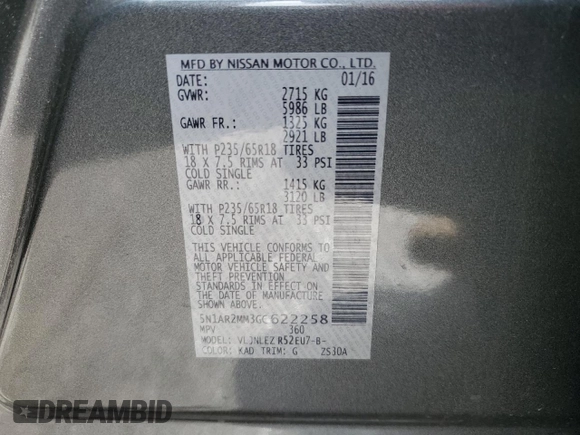 MFD BY NISSAN MOTOR CO., LTD.
DATE: 01/16
GVWR: 2715 KG
5986 LB
GAWR FR.: 1325 KG
2921 LB
WITH P235/65R18 TIRES
18 X 7.5 RIMS AT 33 PSI
COLD SINGLE
GAWR RR.: 1415 KG
3120 LB
WITH P235/65R18 TIRES
18 X 7.5 RIMS AT 33 PSI
COLD SINGLE
THIS VEHICLE CONFORMS TO
ALL APPLICABLE FEDERAL
MOTOR VEHICLE SAFETY AND
THEFT PREVENTION
STANDARDS IN EFFECT ON
THE DATE OF MANUFACTURE
SHOWN ABOVE.
5N1AR2MM3GC622258
MPV 360
MODEL: R52EU7-B-
COLOR: KAD TRIM: G ZS30A
DREAMBID